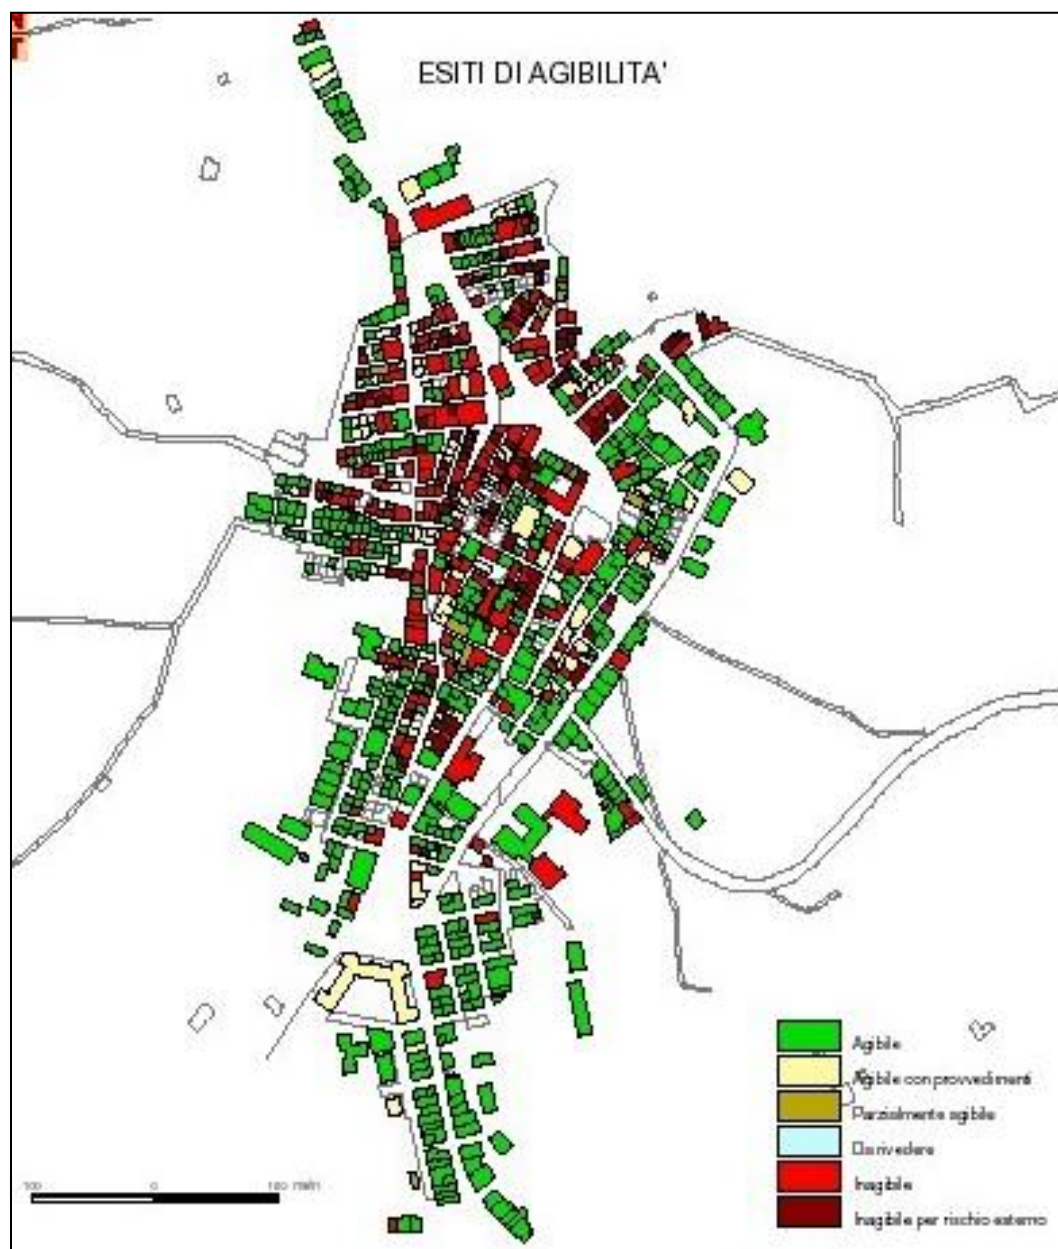 ESITI DI AGIBILITA'
Agibile
Agibile con provvedimenti
Parzialmente agibile
Da rivedere
Inagibile
Inagibile per rischio esterno
100 0 100 metri